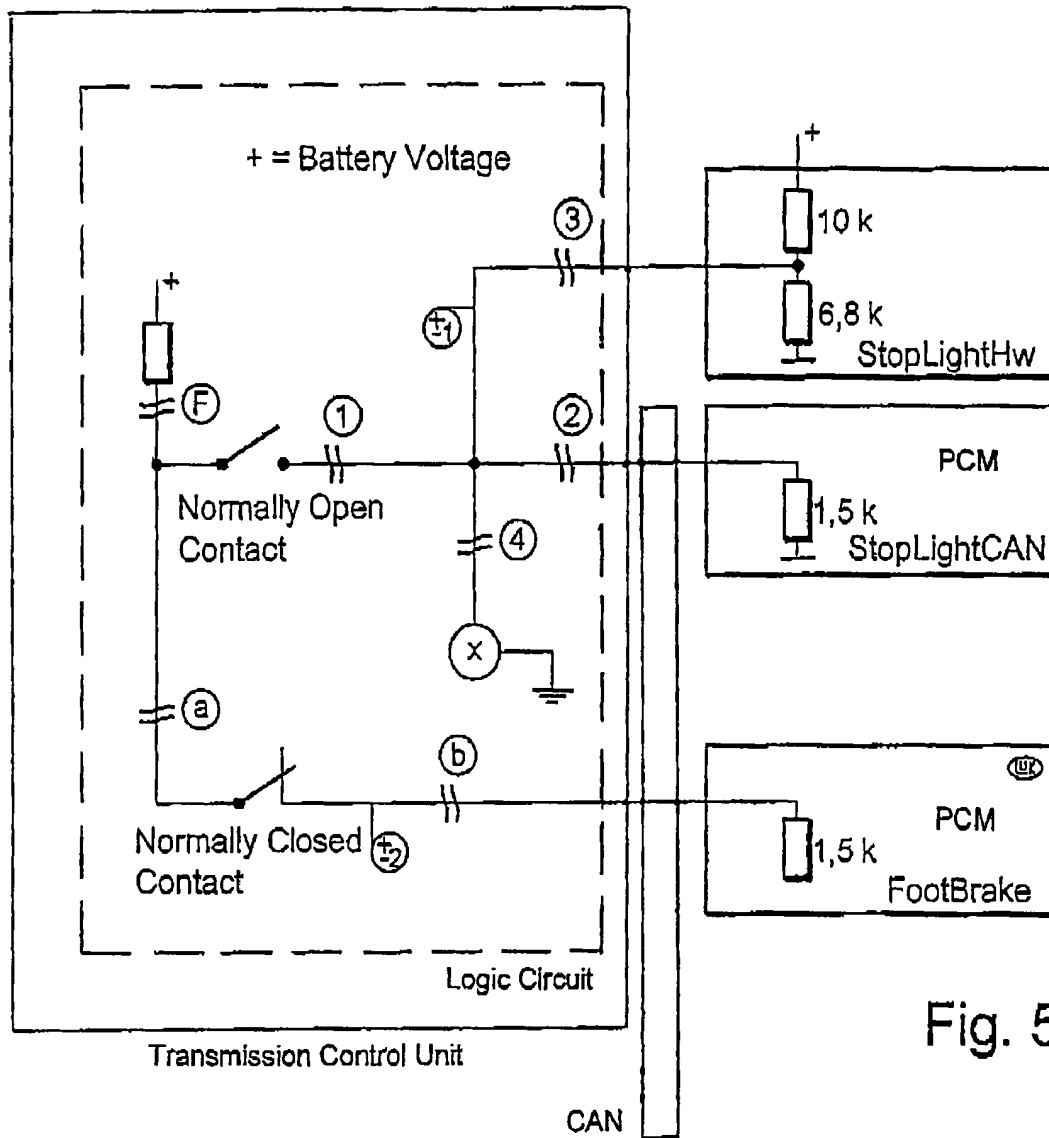 + = Battery Voltage
+
10 k
6,8 k
StopLightHw
3
±1
+
F
1
2
Normally Open
Contact
PCM
1,5 k
StopLightCAN
4
X
a
b
Normally Closed
Contact
±2
LUK
PCM
1,5 k
FootBrake
Logic Circuit
Transmission Control Unit
CAN
Fig. 5